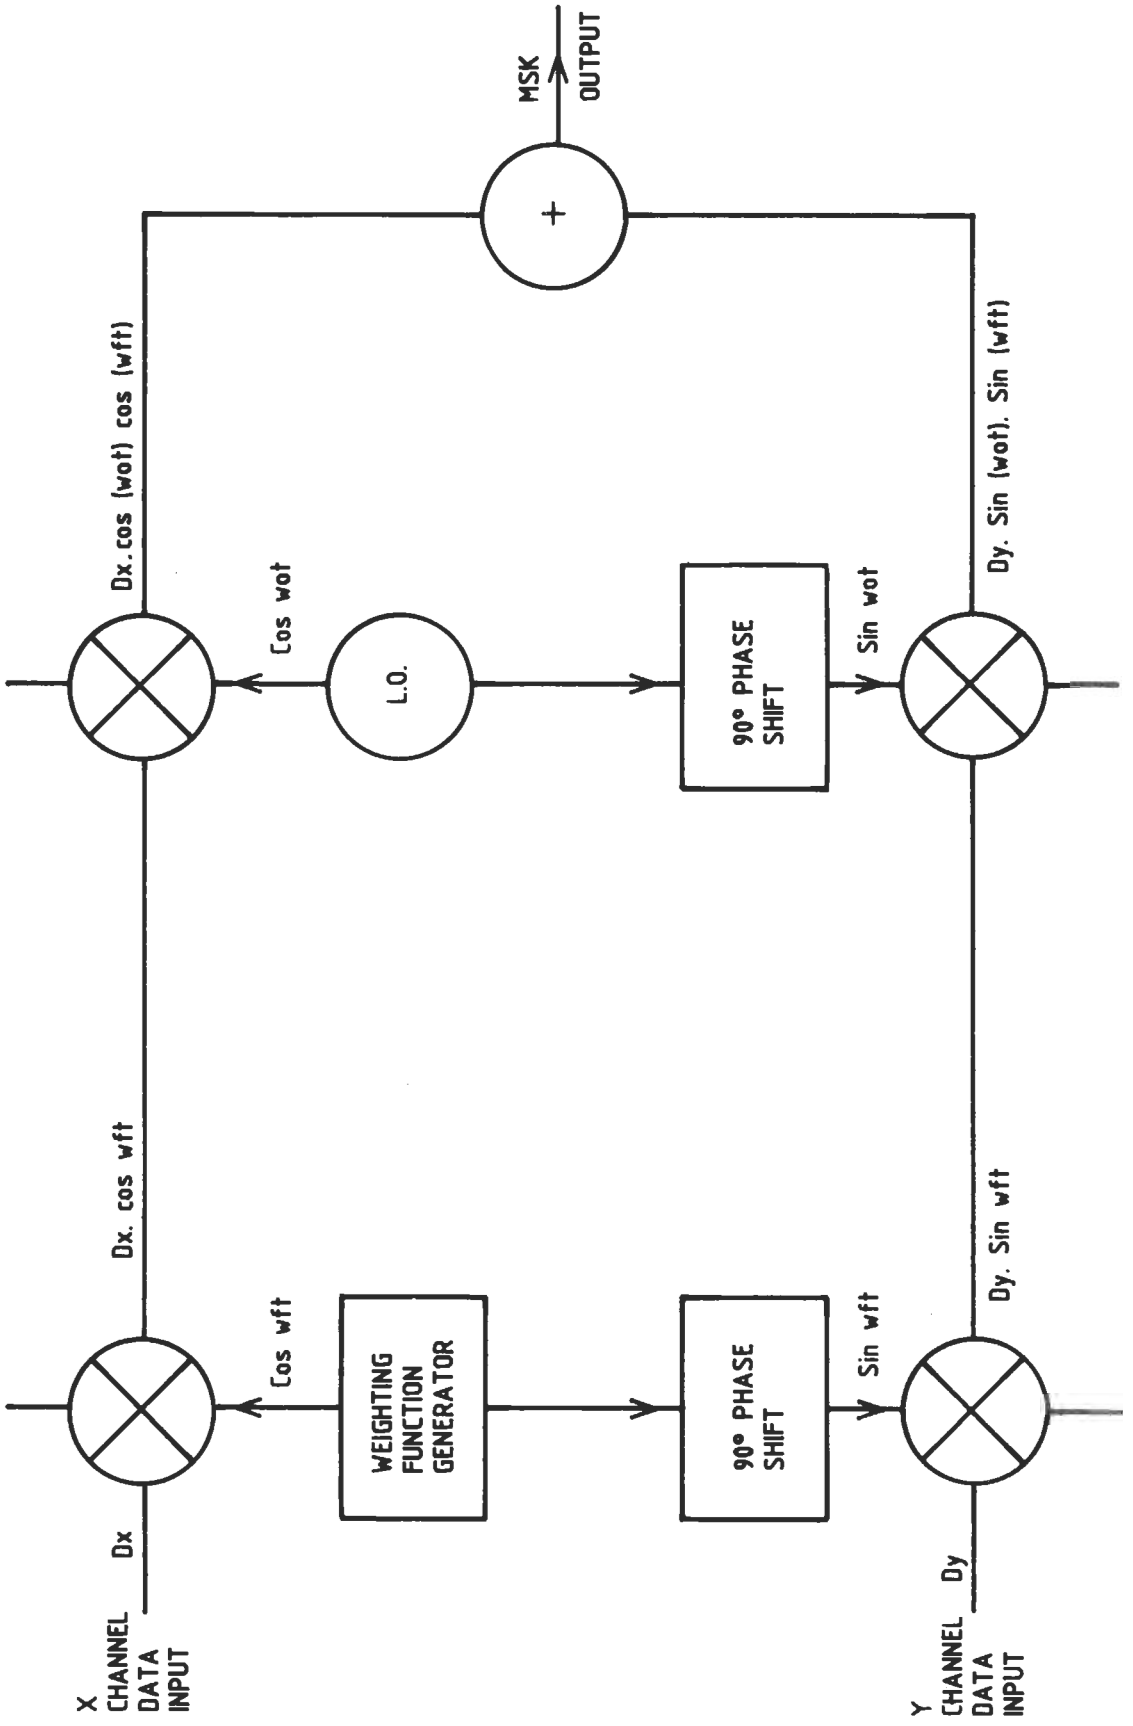 X
CHANNEL
DATA
INPUT
Dx
Dx. cos wft
Dx.cos (wot) cos (wft)
Cos wft
Cos wot
WEIGHTING
FUNCTION
GENERATOR
L.O.
+
MSK
OUTPUT
90° PHASE
SHIFT
90° PHASE
SHIFT
Sin wft
Sin wot
Y
CHANNEL
DATA
INPUT
Dy
Dy. Sin wft
Dy. Sin (wot). Sin (wft)